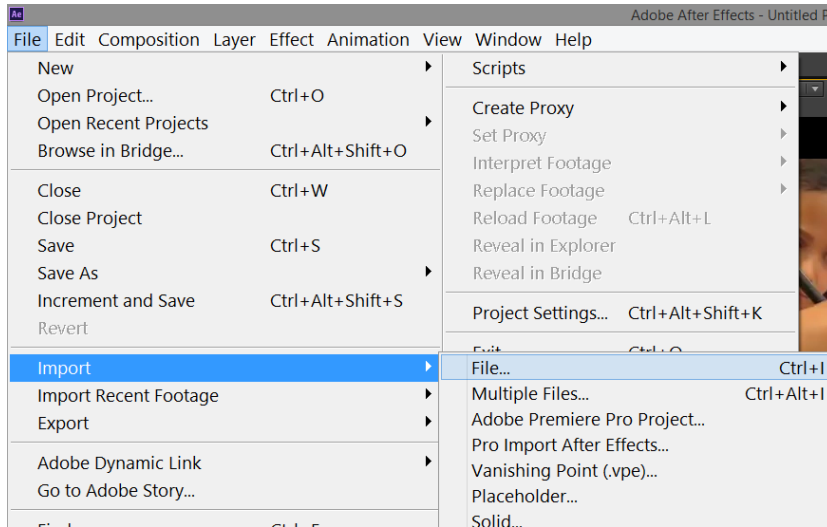 Ae
Adobe After Effects - Untitled P
File Edit Composition Layer Effect Animation View Window Help
New
Open Project... Ctrl+O
Open Recent Projects
Browse in Bridge... Ctrl+Alt+Shift+O
Close Ctrl+W
Close Project
Save Ctrl+S
Save As
Increment and Save Ctrl+Alt+Shift+S
Revert
Import
Import Recent Footage
Export
Adobe Dynamic Link
Go to Adobe Story...
Scripts
Create Proxy
Set Proxy
Interpret Footage
Replace Footage
Reload Footage Ctrl+Alt+L
Reveal in Explorer
Reveal in Bridge
Project Settings... Ctrl+Alt+Shift+K
Exit Ctrl+Q
File... Ctrl+I
Multiple Files... Ctrl+Alt+I
Adobe Premiere Pro Project...
Pro Import After Effects...
Vanishing Point (.vpe)...
Placeholder...
Solid...